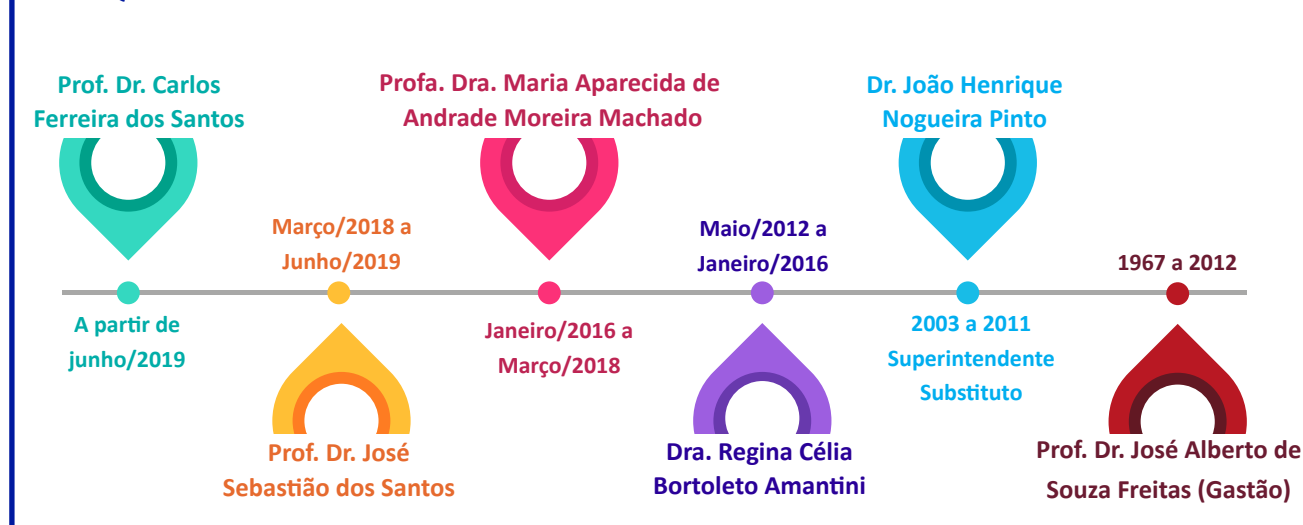 Prof. Dr. Carlos
Ferreira dos Santos
A partir de
junho/2019
Março/2018 a
Junho/2019
Prof. Dr. José
Sebastião dos Santos
Profa. Dra. Maria Aparecida de
Andrade Moreira Machado
Janeiro/2016 a
Março/2018
Maio/2012 a
Janeiro/2016
Dra. Regina Célia
Bortoleto Amantini
Dr. João Henrique
Nogueira Pinto
2003 a 2011
Superintendente
Substituto
1967 a 2012
Prof. Dr. José Alberto de
Souza Freitas (Gastão)